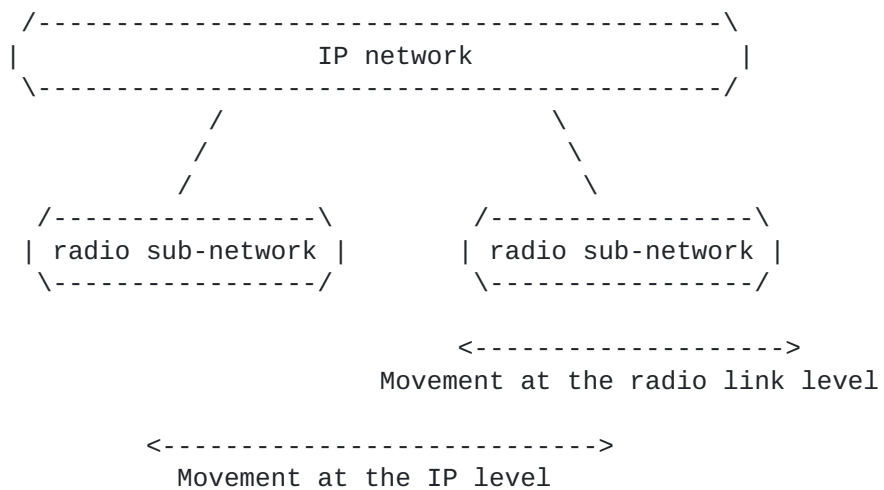 IP network
radio sub-network radio sub-network
Movement at the radio link level
Movement at the IP level